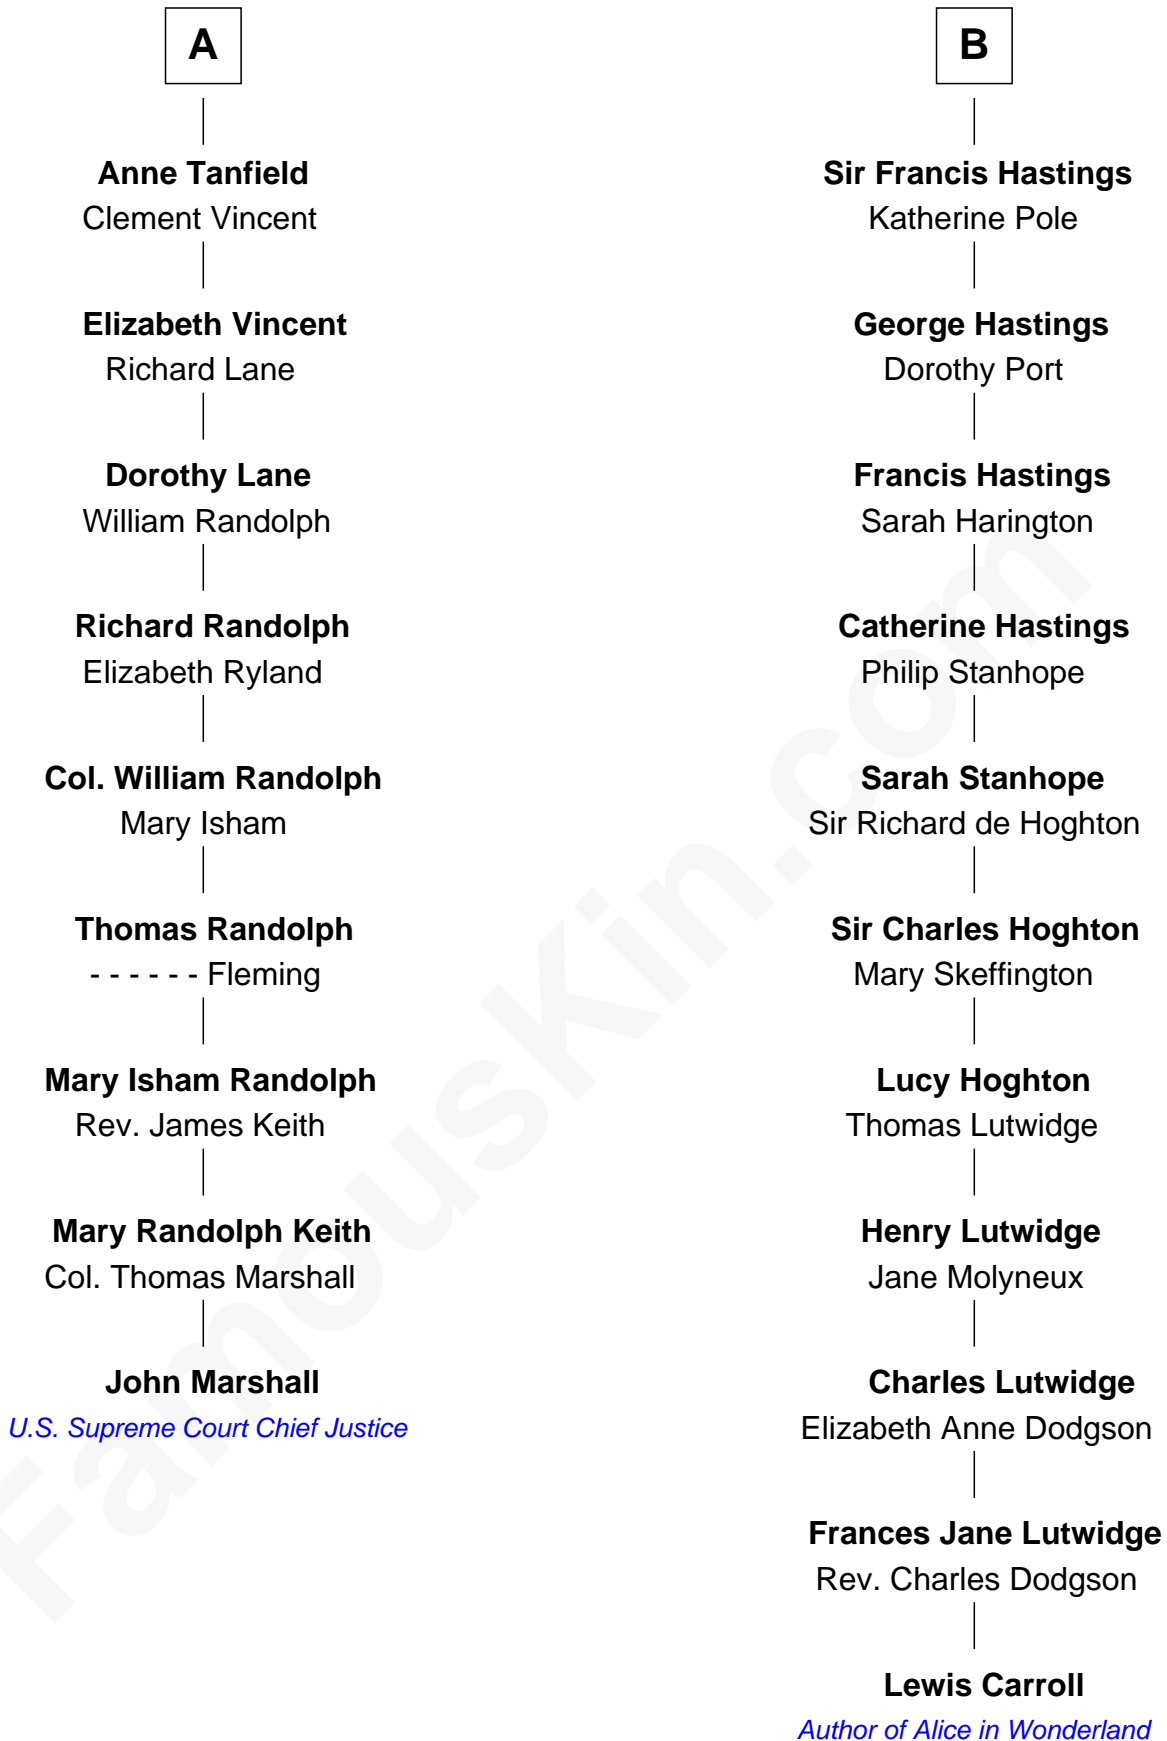 A
Anne Tanfield
Clement Vincent
Elizabeth Vincent
Richard Lane
Dorothy Lane
William Randolph
Richard Randolph
Elizabeth Ryland
Col. William Randolph
Mary Isham
Thomas Randolph
- - - - - - Fleming
Mary Isham Randolph
Rev. James Keith
Mary Randolph Keith
Col. Thomas Marshall
John Marshall
U.S. Supreme Court Chief Justice
B
Sir Francis Hastings
Katherine Pole
George Hastings
Dorothy Port
Francis Hastings
Sarah Harington
Catherine Hastings
Philip Stanhope
Sarah Stanhope
Sir Richard de Hoghton
Sir Charles Hoghton
Mary Skeffington
Lucy Hoghton
Thomas Lutwidge
Henry Lutwidge
Jane Molyneux
Charles Lutwidge
Elizabeth Anne Dodgson
Frances Jane Lutwidge
Rev. Charles Dodgson
Lewis Carroll
Author of Alice in Wonderland
FamousKin.com